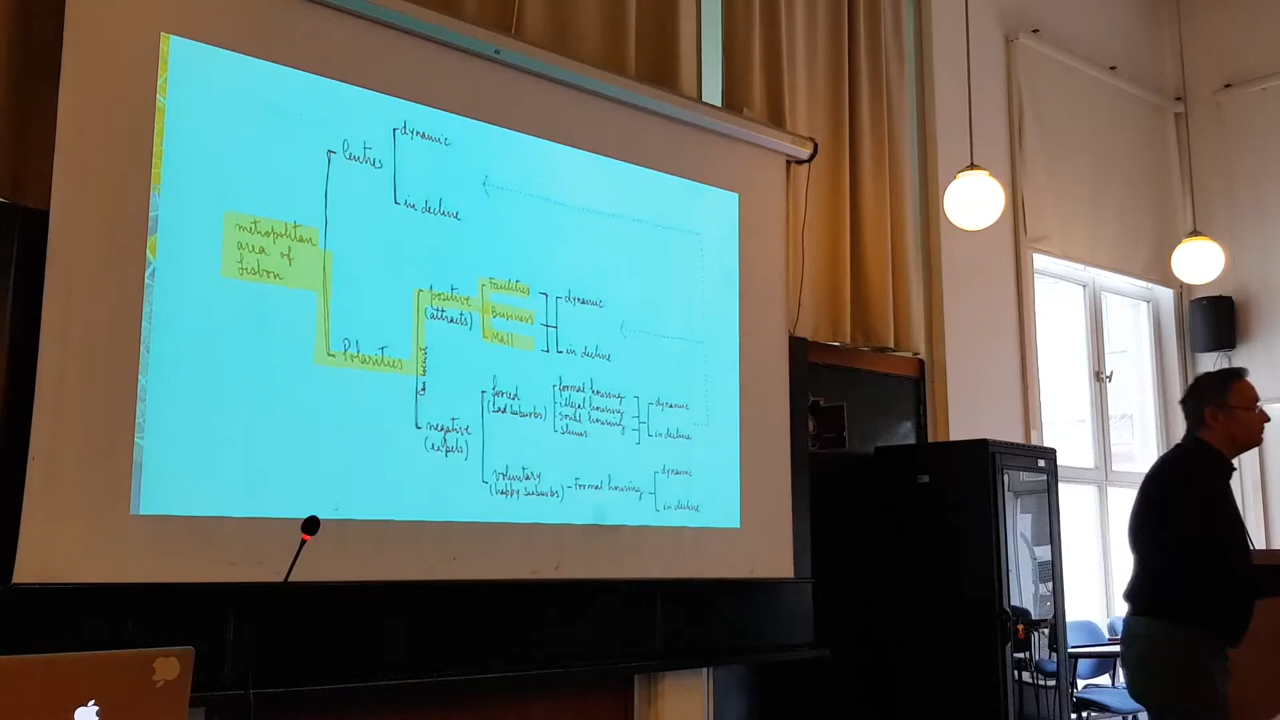 dynamic
Centres
in decline
metropolitan
area of
Lisbon
Facilities
positive
(attracts)
dynamic
Business
Mall
in decline
Polarities
forced
(sad suburbs)
formal housing
illegal housing
social housing
slums
dynamic
in decline
negative
(expels)
voluntary
(happy suburbs) - Formal housing
dynamic
in decline